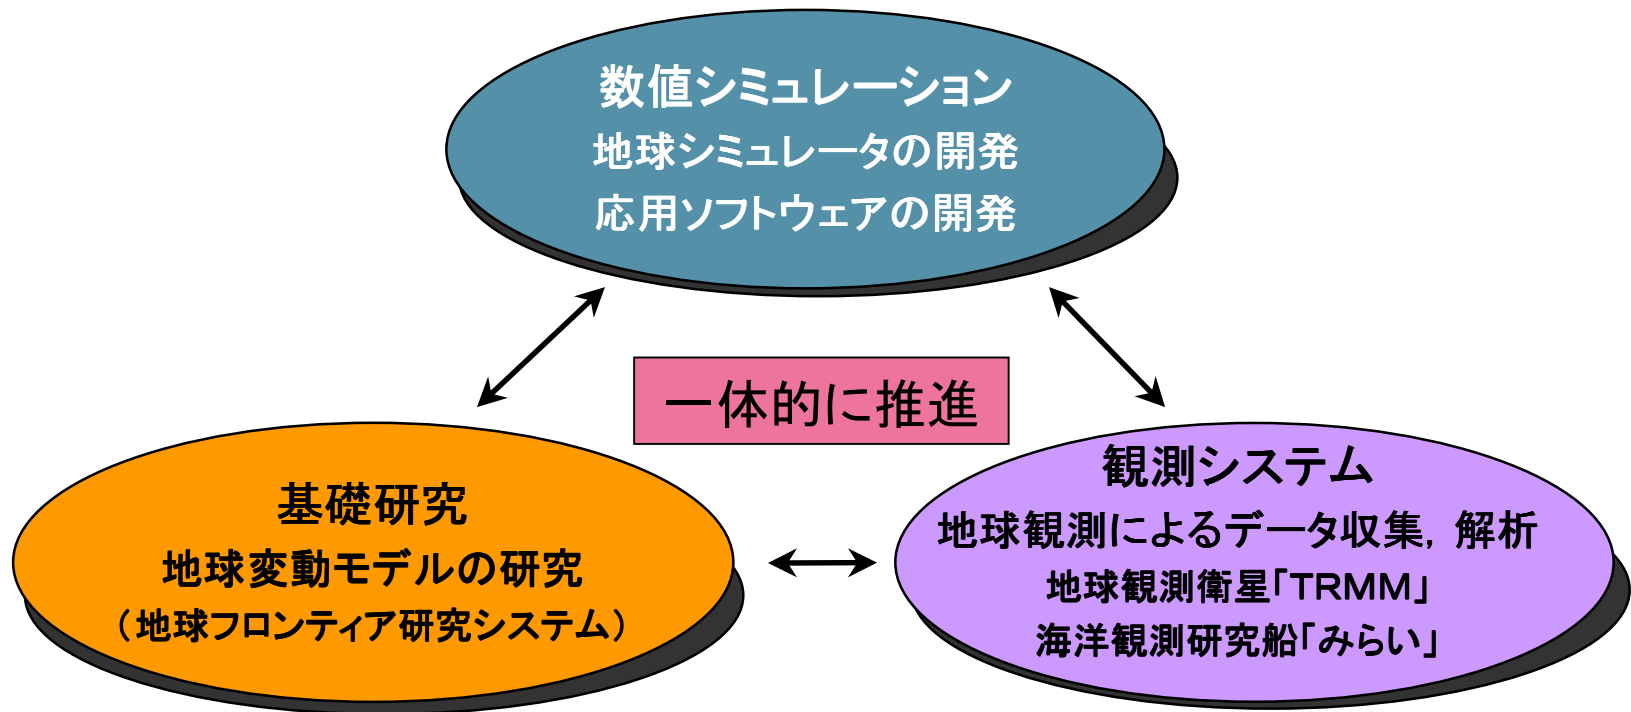 数値シミュレーション
地球シミュレータの開発
応用ソフトウェアの開発
一体的に推進
基礎研究
地球変動モデルの研究
（地球フロンティア研究システム）
観測システム
地球観測によるデータ収集，解析
地球観測衛星「ＴＲＭＭ」
海洋観測研究船「みらい」